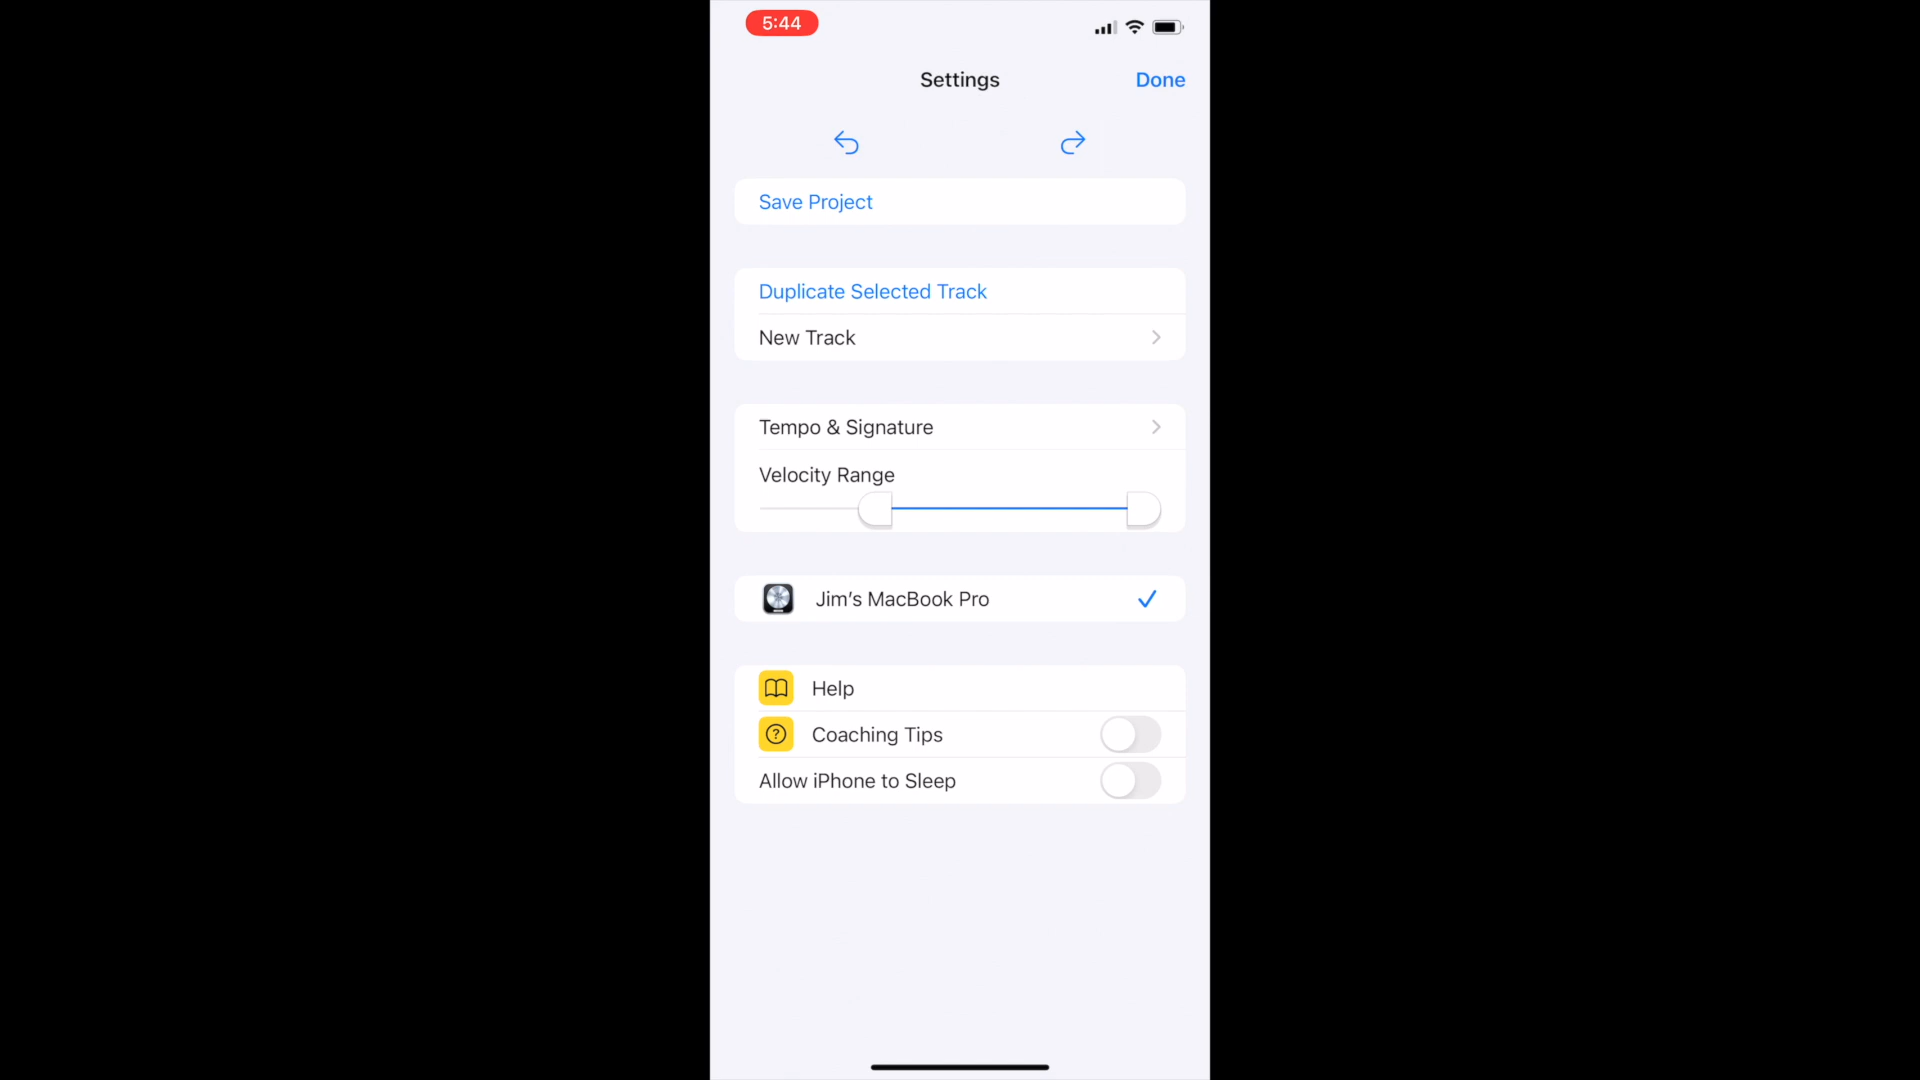 5:44
Settings
Done
Save Project
Duplicate Selected Track
New Track
Tempo & Signature
Velocity Range
Jim's MacBook Pro
Help
? Coaching Tips
Allow iPhone to Sleep